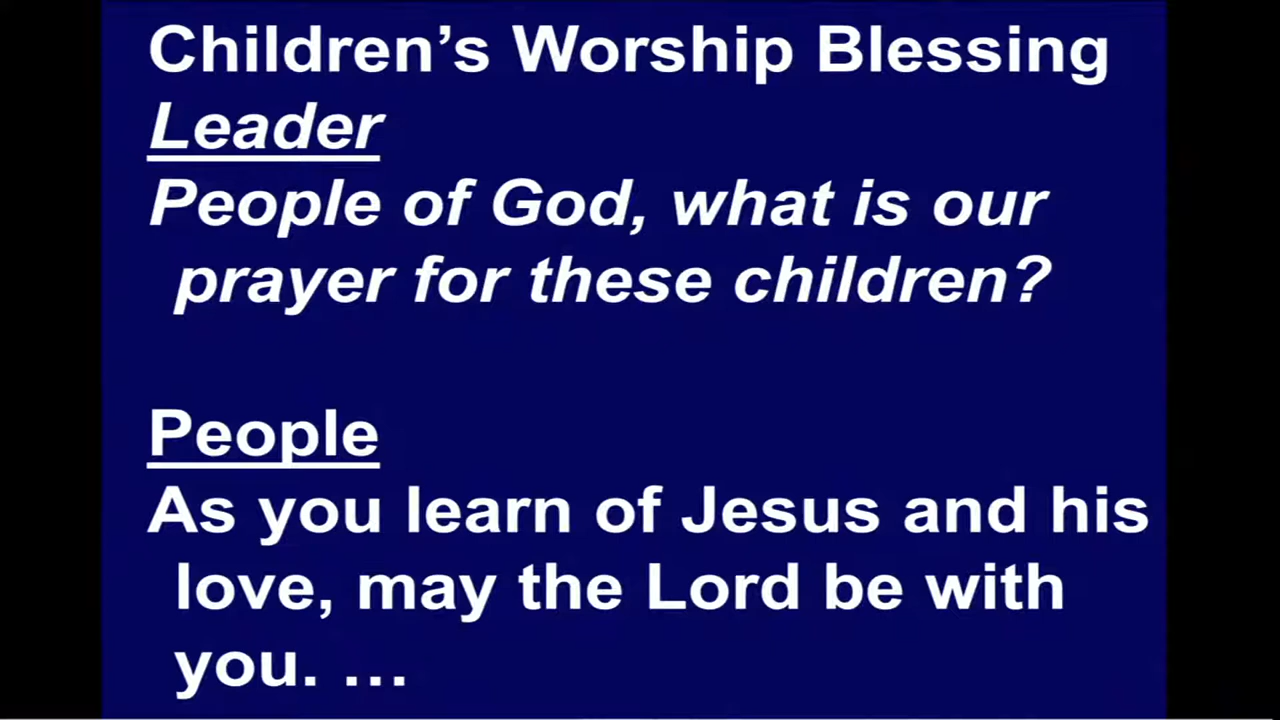 Children’s Worship Blessing
Leader
People of God, what is our
prayer for these children?
People
As you learn of Jesus and his
love, may the Lord be with
you. …